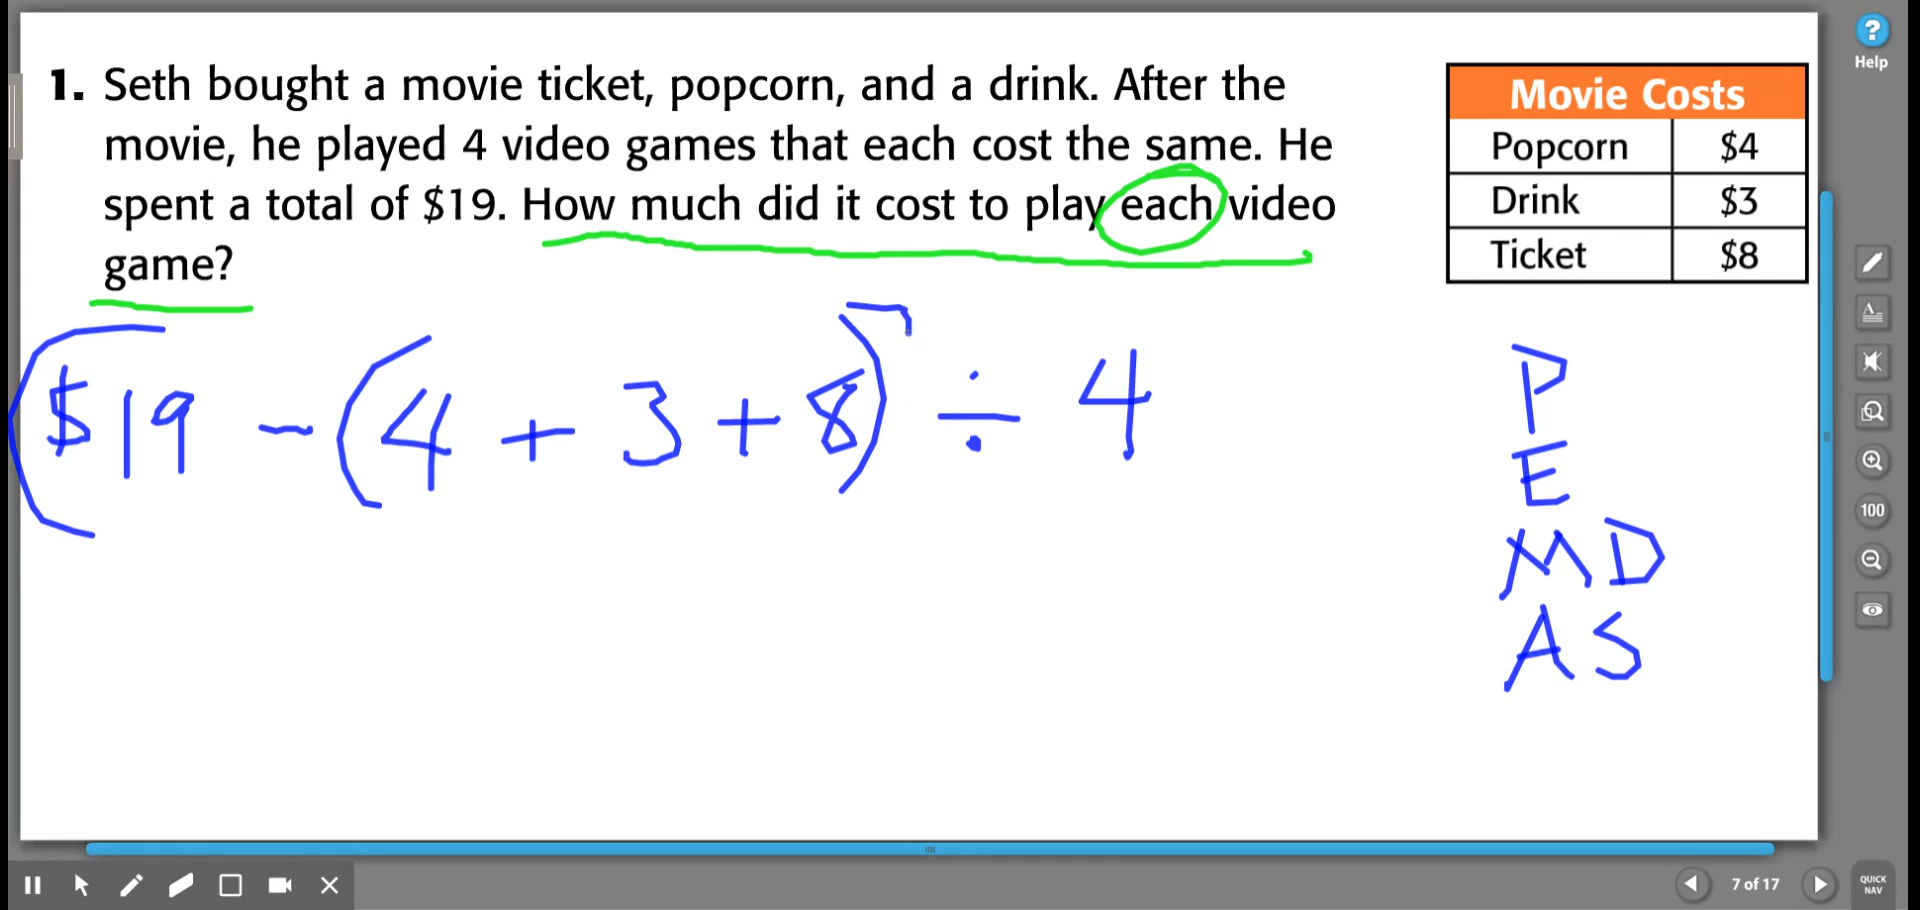 Help
1. Seth bought a movie ticket, popcorn, and a drink. After the
movie, he played 4 video games that each cost the same. He
spent a total of $19. How much did it cost to play each video
game?
Movie Costs
Popcorn $4
Drink $3
Ticket $8
($19 - (4 + 3 + 8) ÷ 4
P
E
M D
A S
100
7 of 17
QUICK
NAV